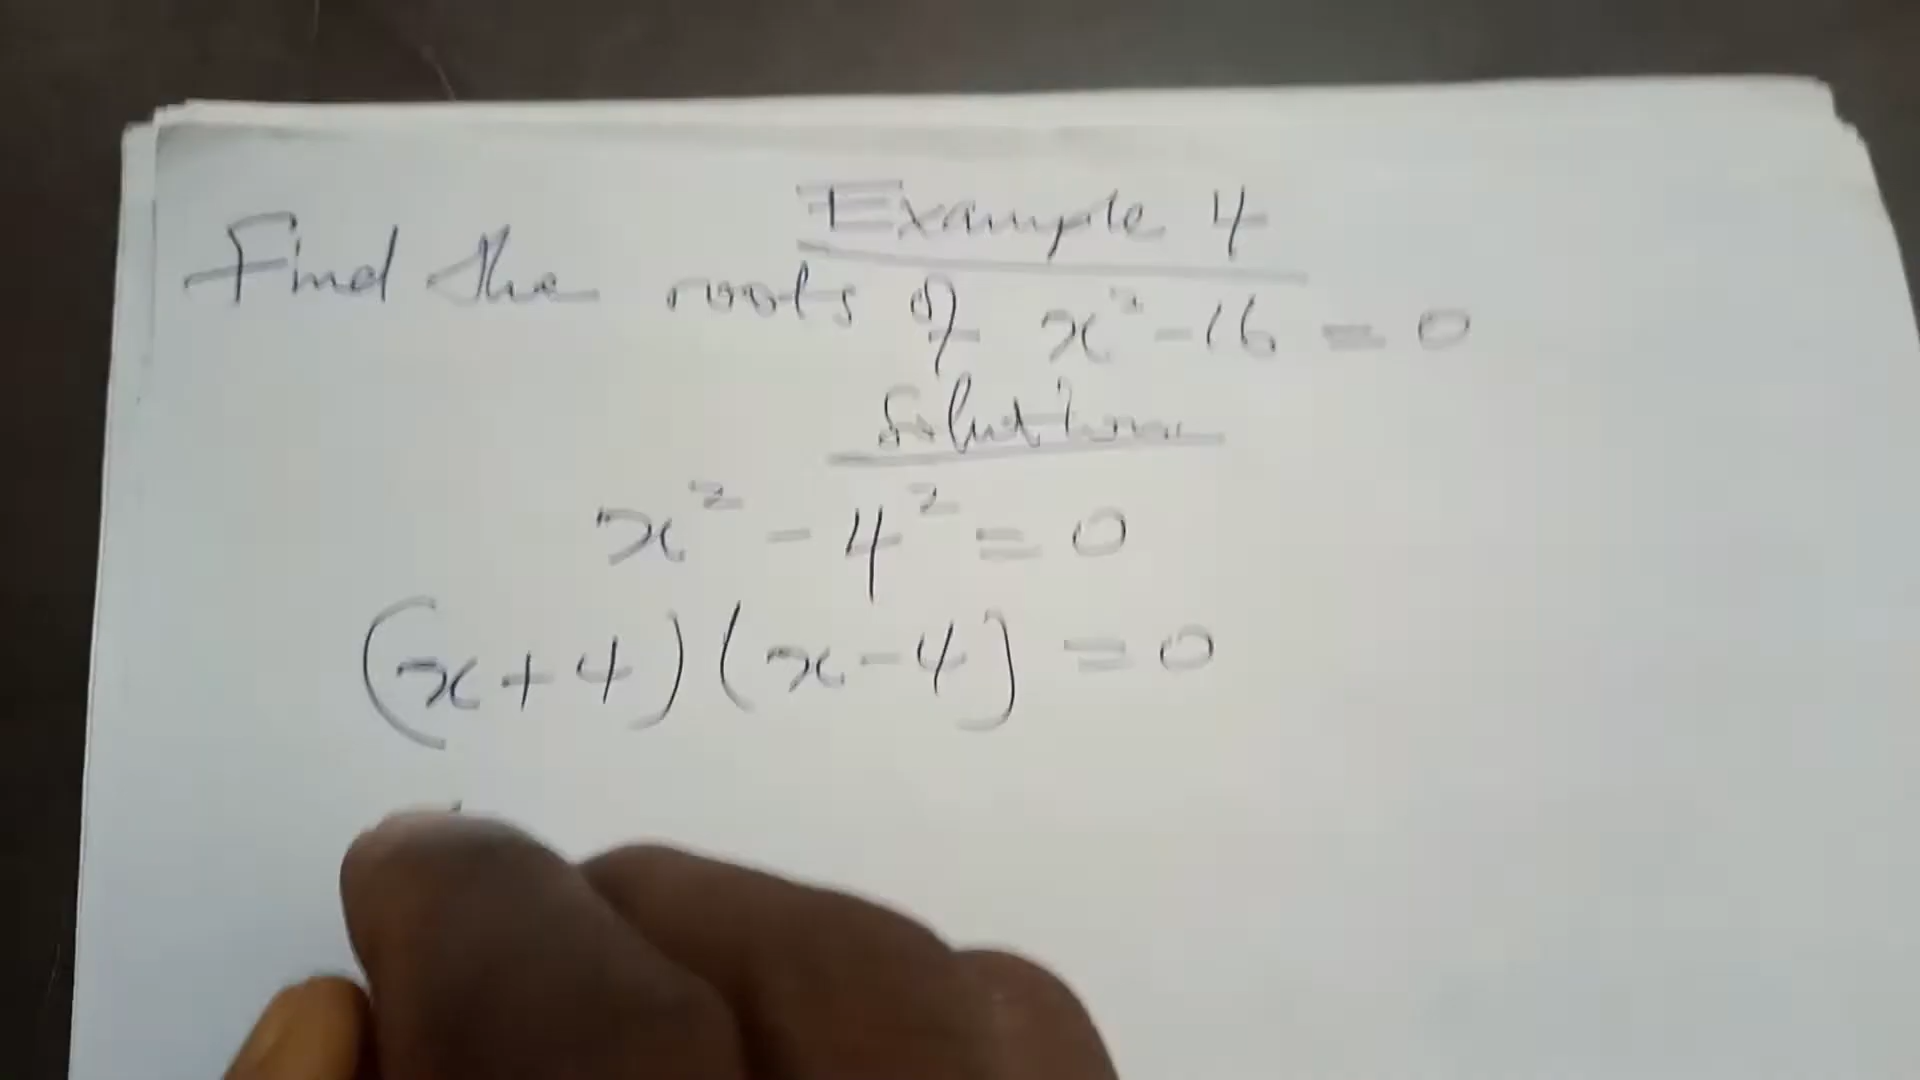 Example 4
Find the roots of x² - 16 = 0
Solution
x² - 4² = 0
(x + 4) (x - 4) = 0